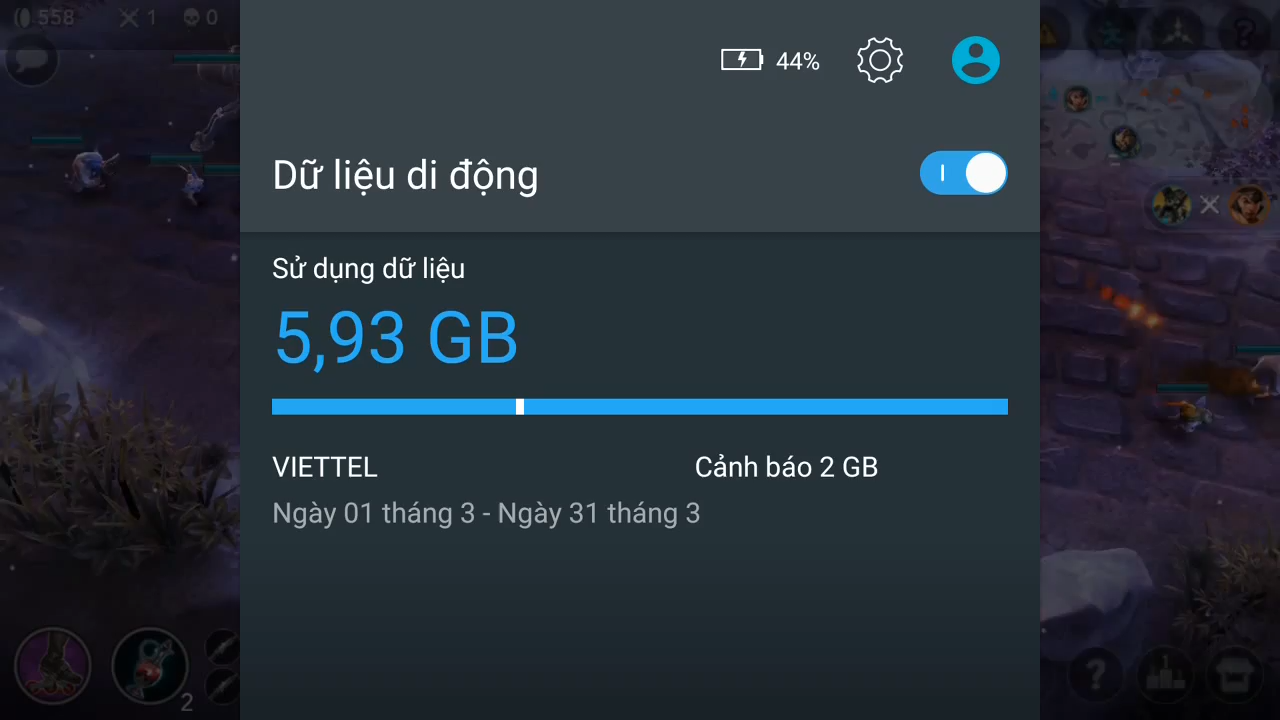 558 1 0
44%
Dữ liệu di động
Sử dụng dữ liệu
5,93 GB
VIETTEL
Cảnh báo 2 GB
Ngày 01 tháng 3 - Ngày 31 tháng 3
2
?
1
?